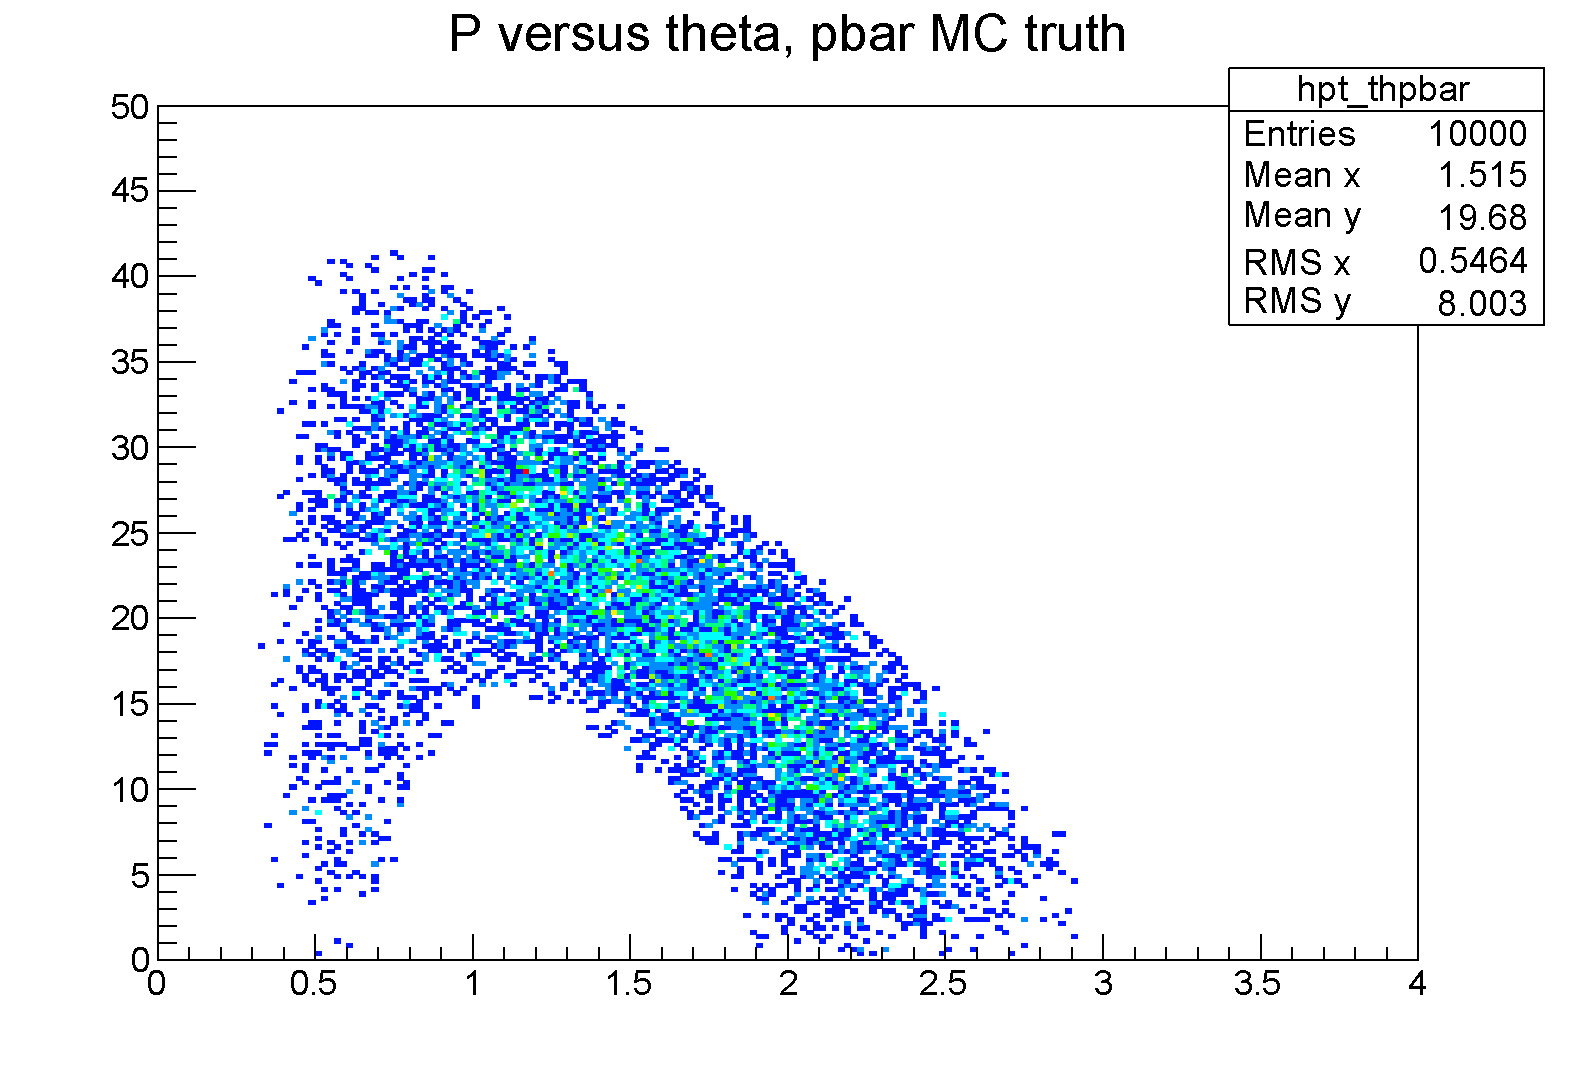 P versus theta, pbar MC truth
hpt_thpbar
Entries 10000
Mean x 1.515
Mean y 19.68
RMS x 0.5464
RMS y 8.003
50
45
40
35
30
25
20
15
10
5
0
0 0.5 1 1.5 2 2.5 3 3.5 4